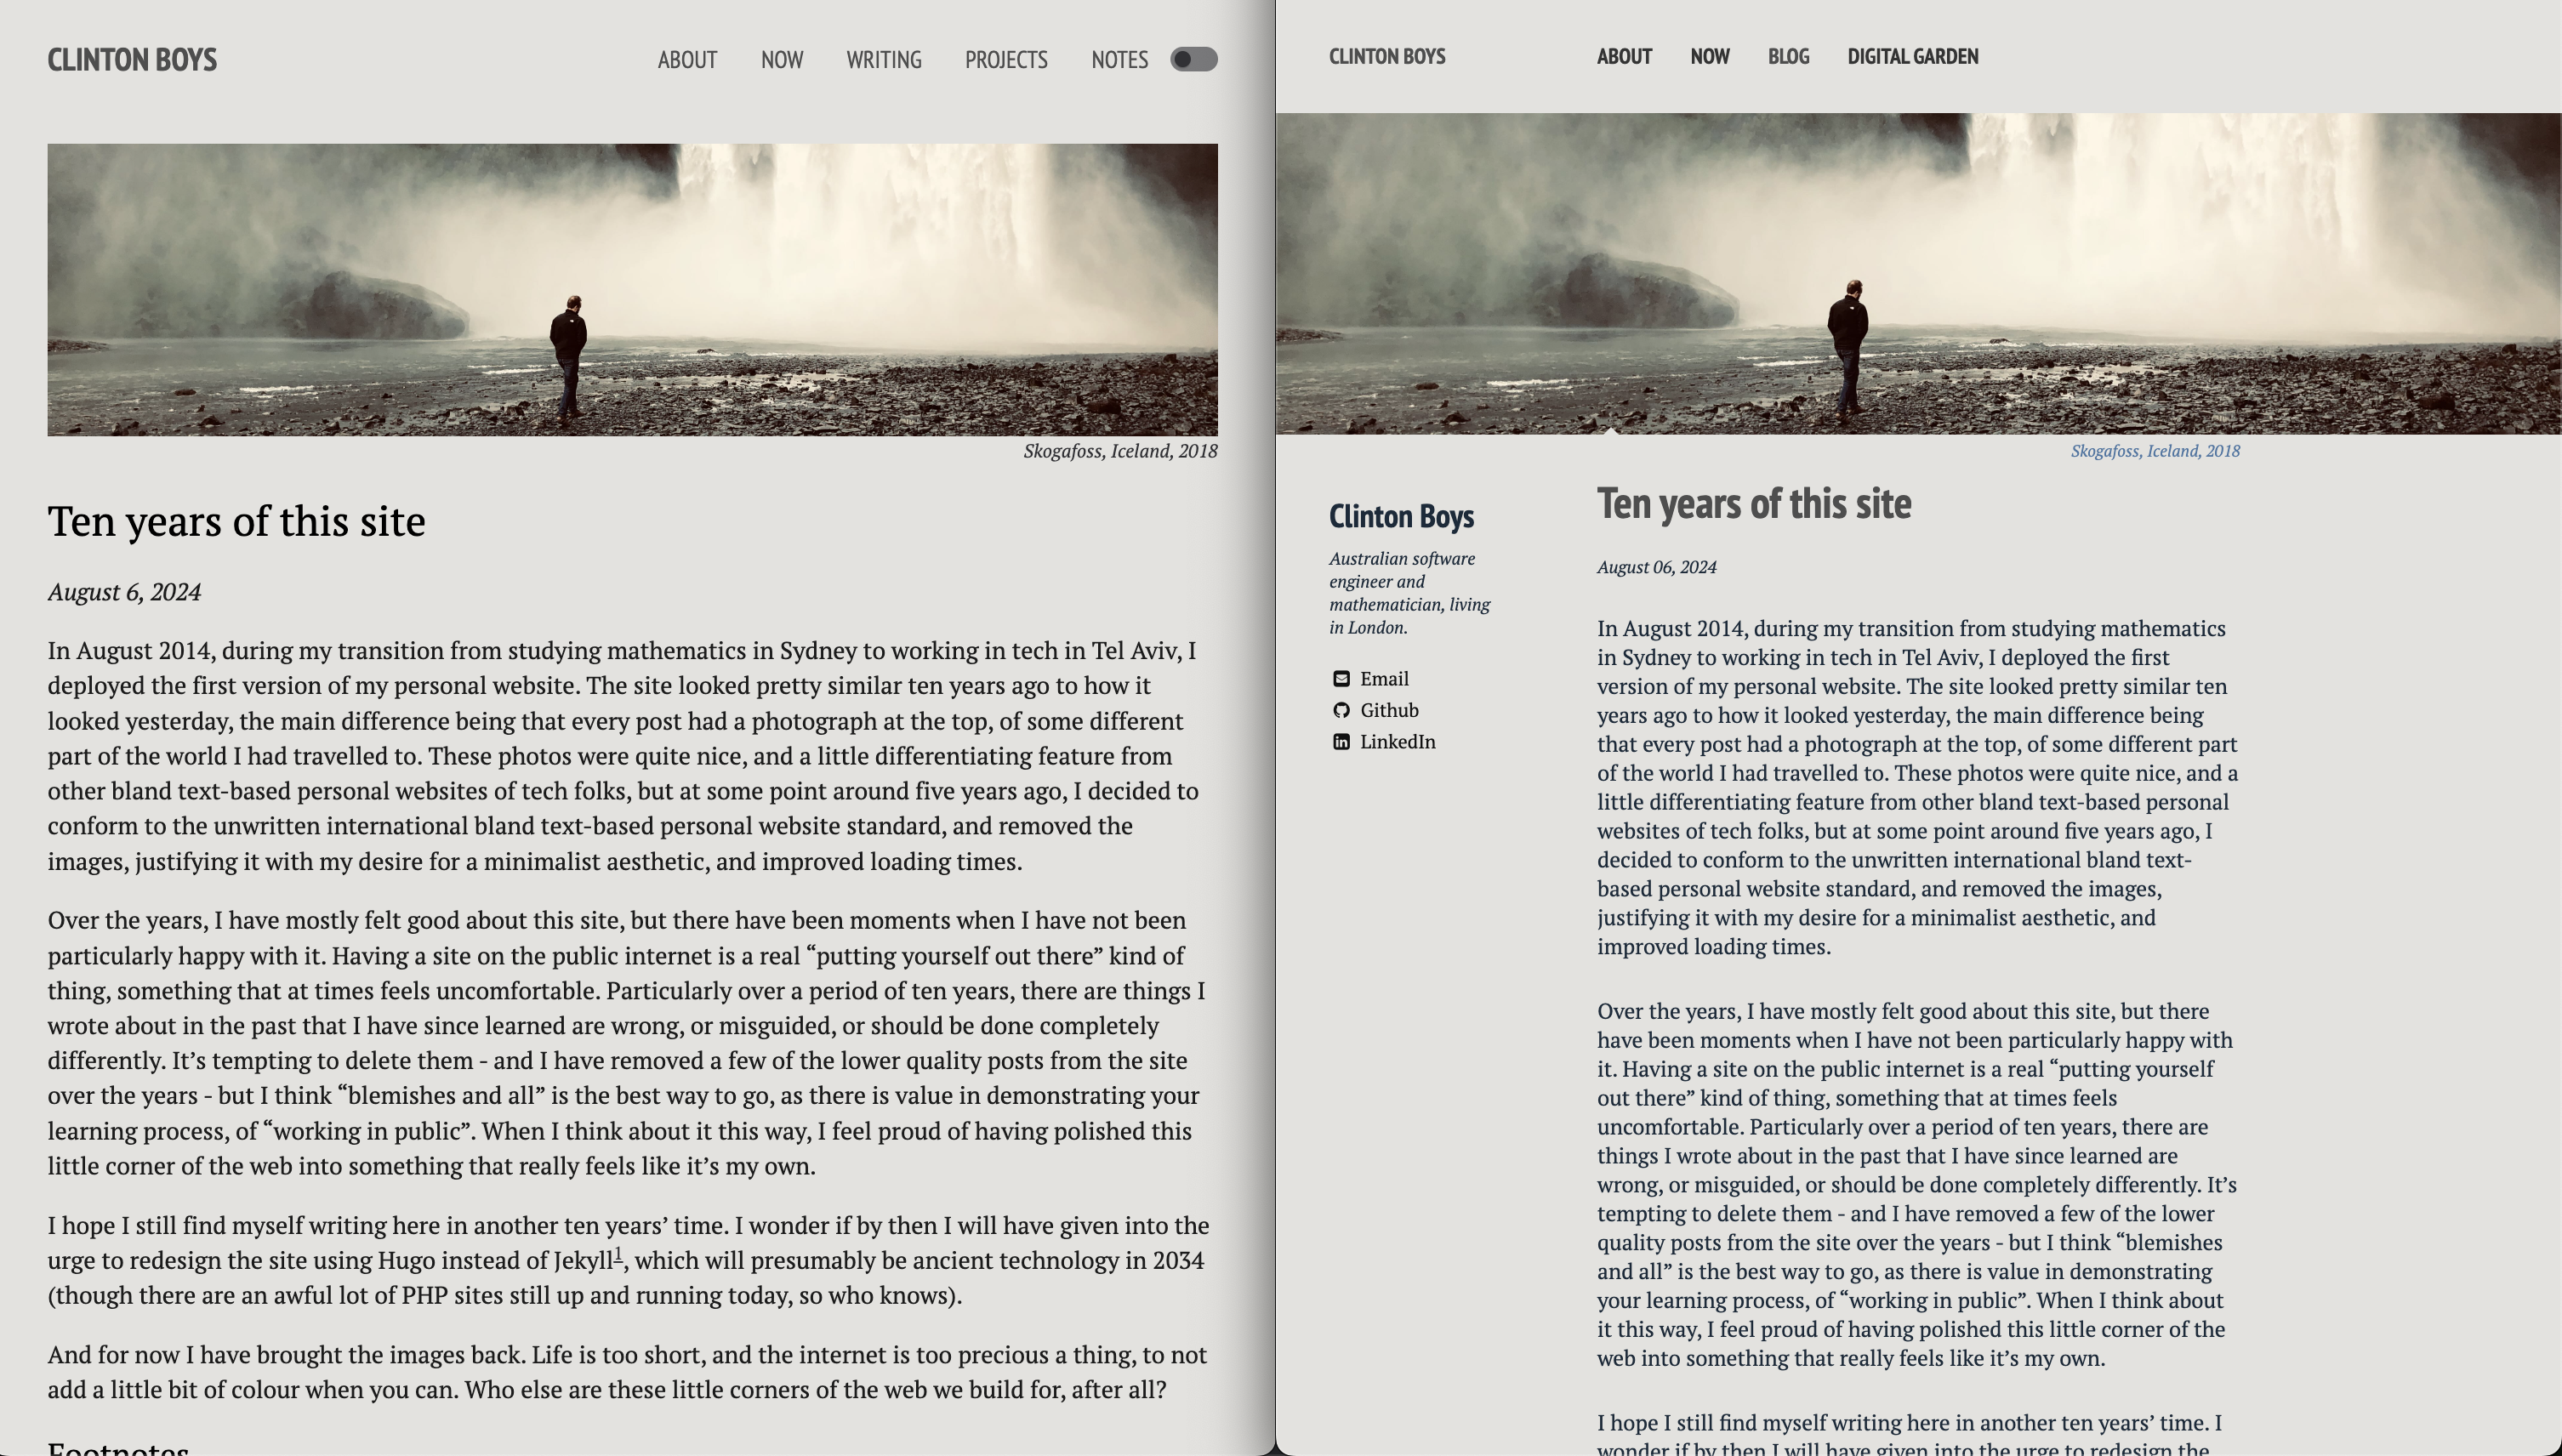 CLINTON BOYS
ABOUT NOW WRITING PROJECTS NOTES
Skogafoss, Iceland, 2018
Ten years of this site
August 6, 2024
In August 2014, during my transition from studying mathematics in Sydney to working in tech in Tel Aviv, I
deployed the first version of my personal website. The site looked pretty similar ten years ago to how it
looked yesterday, the main difference being that every post had a photograph at the top, of some different
part of the world I had travelled to. These photos were quite nice, and a little differentiating feature from
other bland text-based personal websites of tech folks, but at some point around five years ago, I decided to
conform to the unwritten international bland text-based personal website standard, and removed the
images, justifying it with my desire for a minimalist aesthetic, and improved loading times.
Over the years, I have mostly felt good about this site, but there have been moments when I have not been
particularly happy with it. Having a site on the public internet is a real “putting yourself out there” kind of
thing, something that at times feels uncomfortable. Particularly over a period of ten years, there are things I
wrote about in the past that I have since learned are wrong, or misguided, or should be done completely
differently. It’s tempting to delete them - and I have removed a few of the lower quality posts from the site
over the years - but I think “blemishes and all” is the best way to go, as there is value in demonstrating your
learning process, of “working in public”. When I think about it this way, I feel proud of having polished this
little corner of the web into something that really feels like it’s my own.
I hope I still find myself writing here in another ten years’ time. I wonder if by then I will have given into the
urge to redesign the site using Hugo instead of Jekyll1, which will presumably be ancient technology in 2034
(though there are an awful lot of PHP sites still up and running today, so who knows).
And for now I have brought the images back. Life is too short, and the internet is too precious a thing, to not
add a little bit of colour when you can. Who else are these little corners of the web we build for, after all?
Footnotes
CLINTON BOYS
ABOUT NOW BLOG DIGITAL GARDEN
Skogafoss, Iceland, 2018
Clinton Boys
Australian software
engineer and
mathematician, living
in London.
Email
Github
LinkedIn
Ten years of this site
August 06, 2024
In August 2014, during my transition from studying mathematics
in Sydney to working in tech in Tel Aviv, I deployed the first
version of my personal website. The site looked pretty similar ten
years ago to how it looked yesterday, the main difference being
that every post had a photograph at the top, of some different part
of the world I had travelled to. These photos were quite nice, and a
little differentiating feature from other bland text-based personal
websites of tech folks, but at some point around five years ago, I
decided to conform to the unwritten international bland text-
based personal website standard, and removed the images,
justifying it with my desire for a minimalist aesthetic, and
improved loading times.
Over the years, I have mostly felt good about this site, but there
have been moments when I have not been particularly happy with
it. Having a site on the public internet is a real “putting yourself
out there” kind of thing, something that at times feels
uncomfortable. Particularly over a period of ten years, there are
things I wrote about in the past that I have since learned are
wrong, or misguided, or should be done completely differently. It’s
tempting to delete them - and I have removed a few of the lower
quality posts from the site over the years - but I think “blemishes
and all” is the best way to go, as there is value in demonstrating
your learning process, of “working in public”. When I think about
it this way, I feel proud of having polished this little corner of the
web into something that really feels like it’s my own.
I hope I still find myself writing here in another ten years’ time. I
wonder if by then I will have given into the urge to redesign the